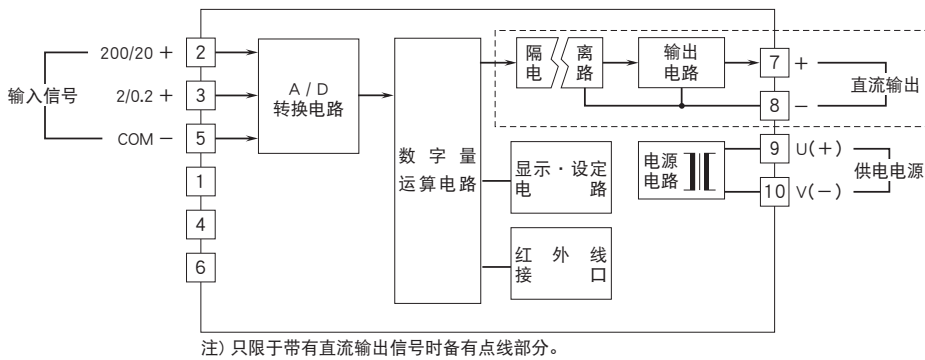 输入信号
200/20 +
2
2/0.2 +
3
COM −
5
1
4
6
A / D
转换电路
数字量
运算电路
隔离
电路
输出
电路
7 +
8 −
直流输出
显示·设定
电路
红外线
接口
电源
电路
9 U(+)
10 V(−)
供电电源
注) 只限于带有直流输出信号时备有点线部分。